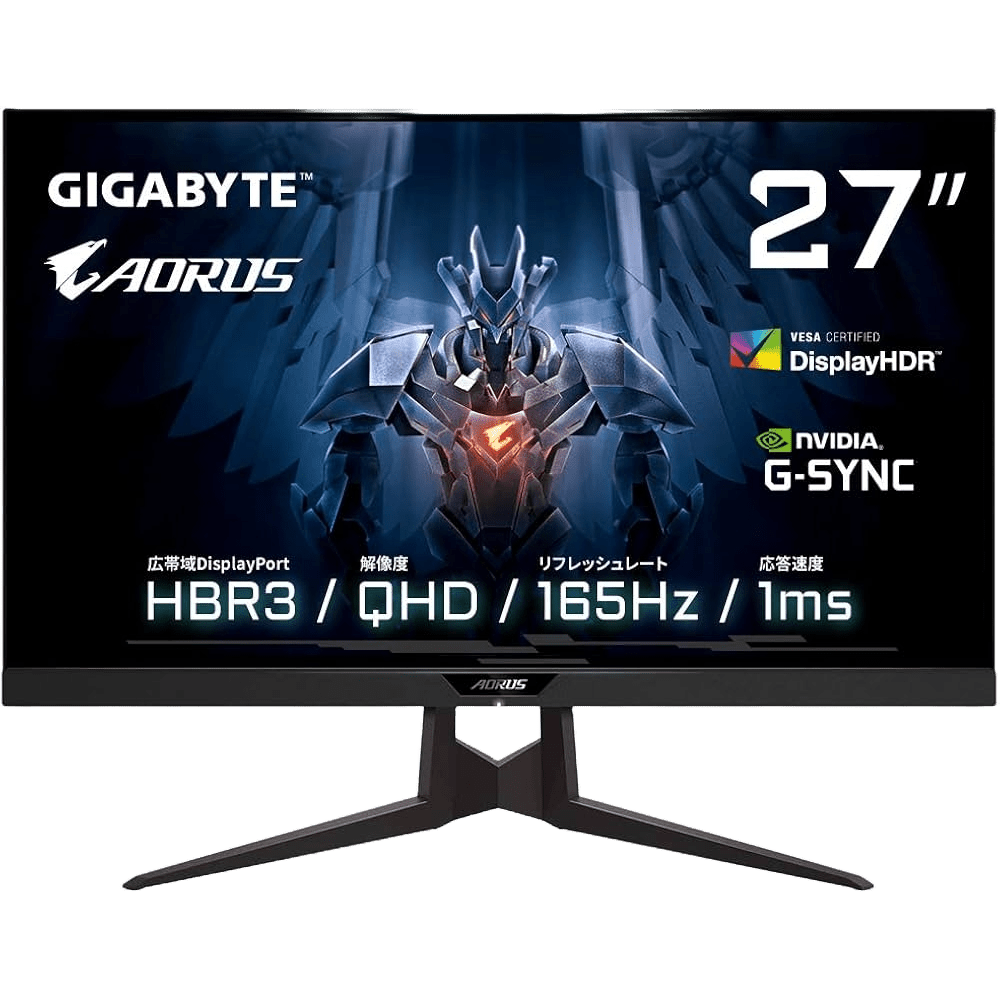 GIGABYTE™
27"
AORUS
VESA CERTIFIED
DisplayHDR™
NVIDIA.
G-SYNC
広帯域DisplayPort 解像度 リフレッシュレート 応答速度
HBR3 / QHD / 165Hz / 1ms
AORUS